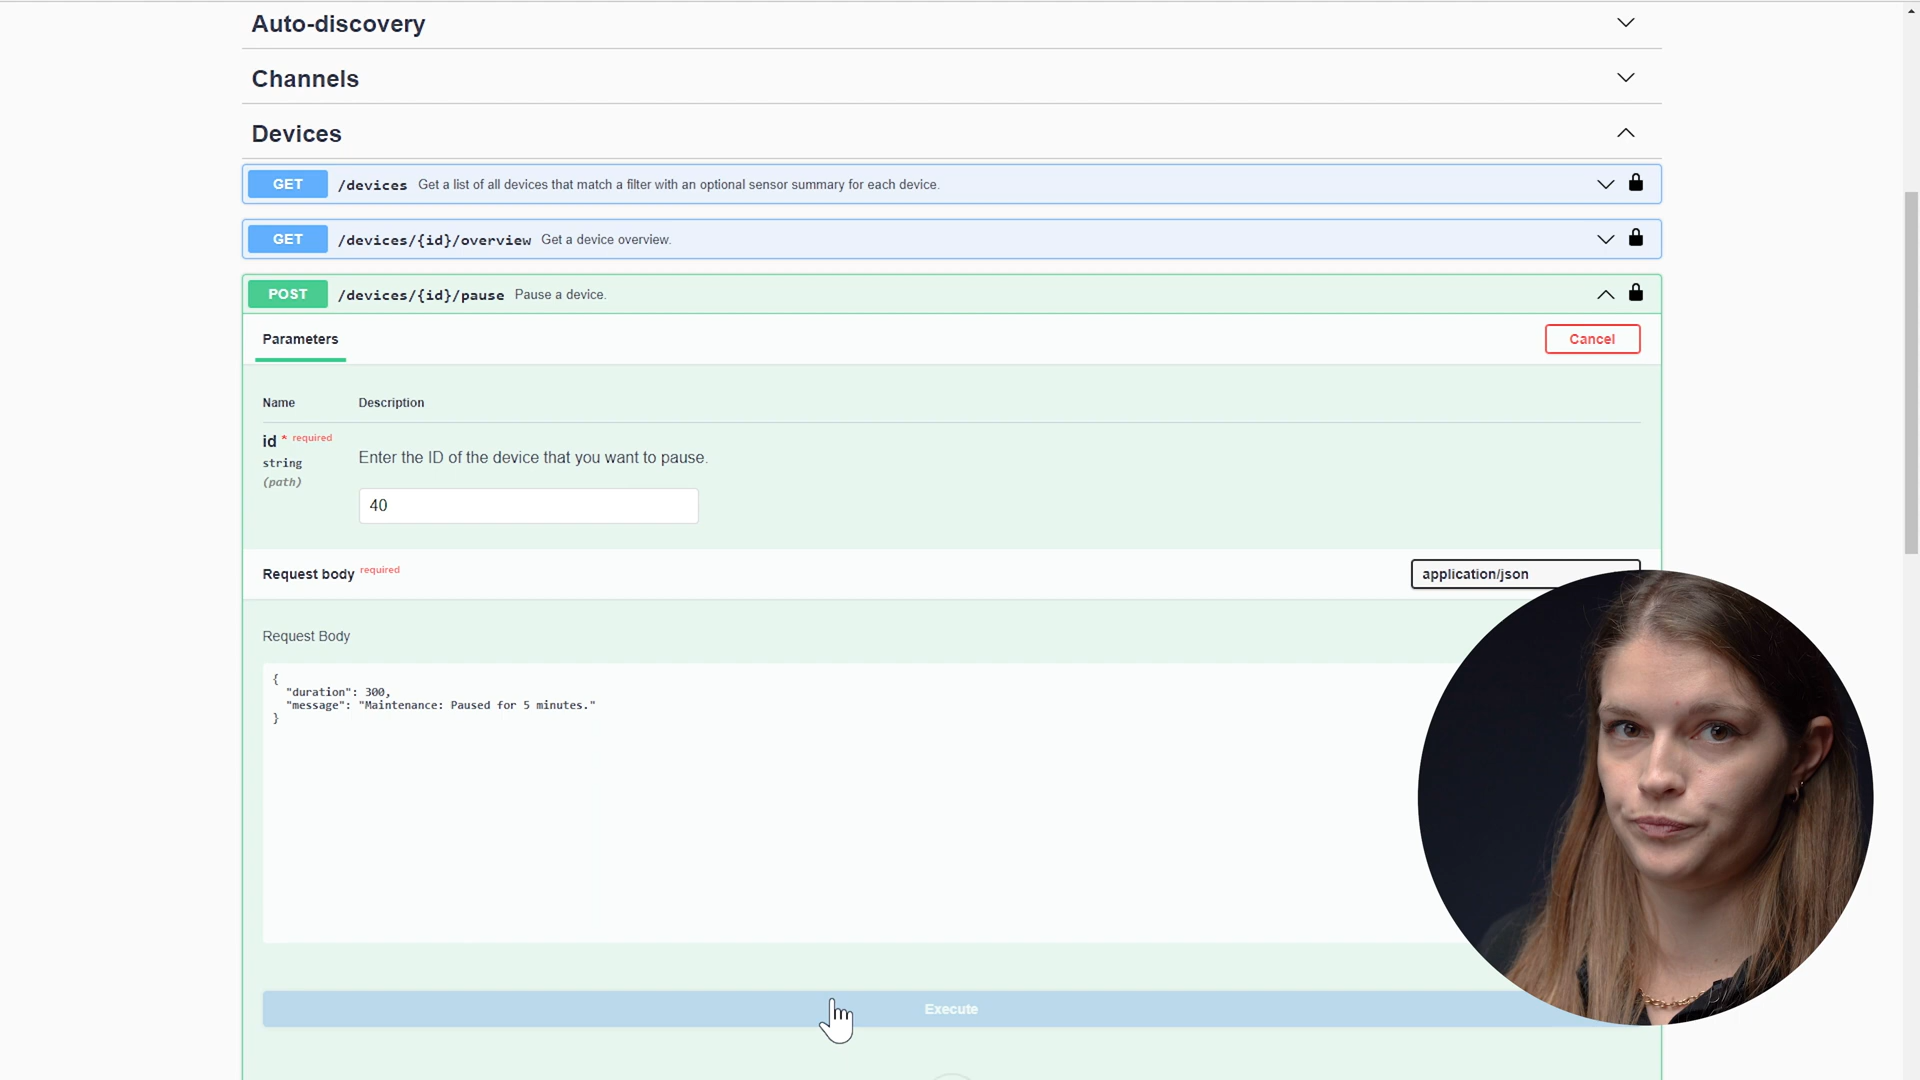 Auto-discovery
Channels
Devices
GET /devices Get a list of all devices that match a filter with an optional sensor summary for each device.
GET /devices/{id}/overview Get a device overview.
POST /devices/{id}/pause Pause a device.
Parameters Cancel
Name Description
id * required
string
(path)
Enter the ID of the device that you want to pause.
40
Request body required application/json
Request Body
{
"duration": 300,
"message": "Maintenance: Paused for 5 minutes."
}
Execute